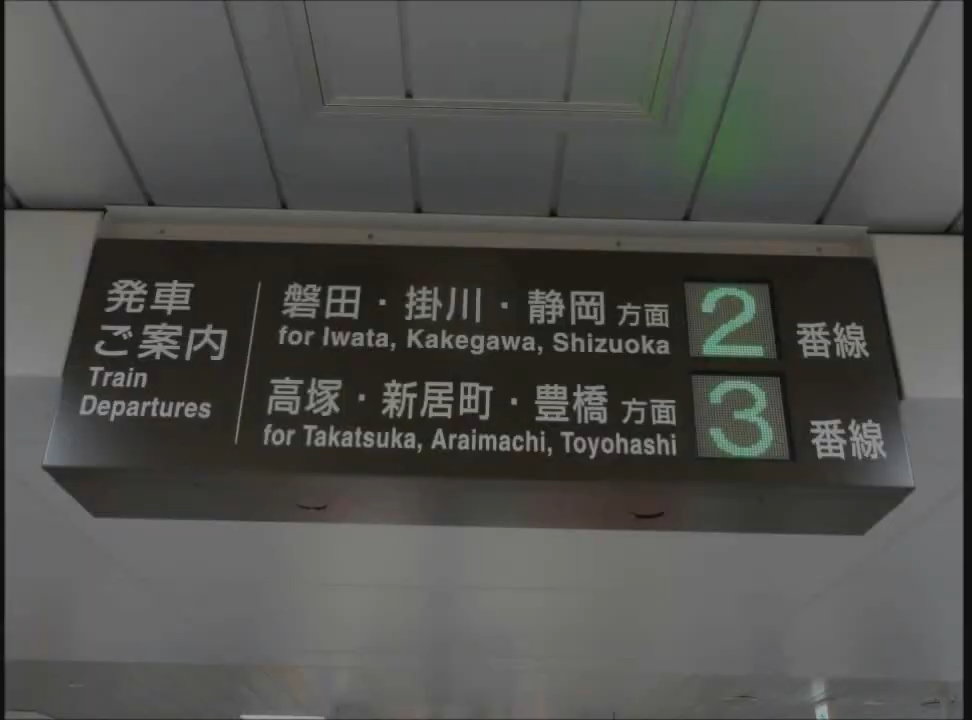 発車
ご案内
Train
Departures
磐田・掛川・静岡 方面 2 番線
for Iwata, Kakegawa, Shizuoka
高塚・新居町・豊橋 方面 3 番線
for Takatsuka, Araimachi, Toyohashi